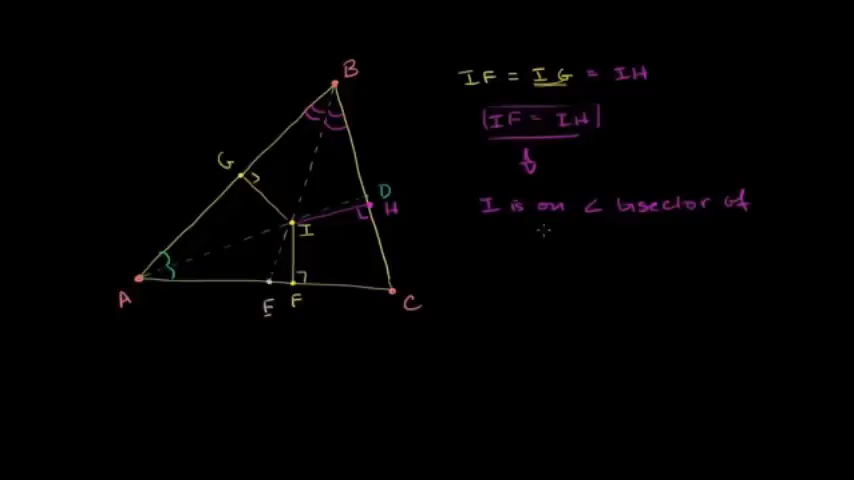 B
IF = IG = IH
IF = IH
G
D
H
I is on < bisector of
I
A
E
F
C